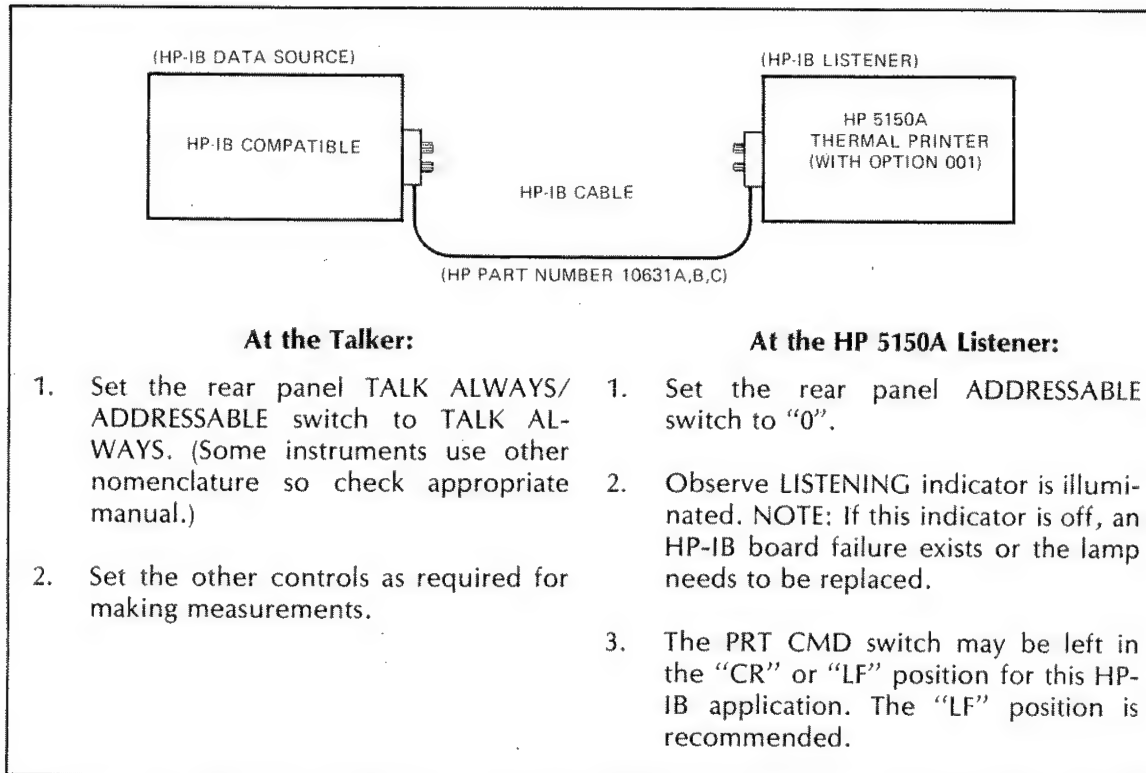 (HP-IB DATA SOURCE)
HP-IB COMPATIBLE
HP-IB CABLE
(HP PART NUMBER 10631A,B,C)
(HP-IB LISTENER)
HP 5150A
THERMAL PRINTER
(WITH OPTION 001)
At the Talker:
1. Set the rear panel TALK ALWAYS/
ADDRESSABLE switch to TALK AL-
WAYS. (Some instruments use other
nomenclature so check appropriate
manual.)
2. Set the other controls as required for
making measurements.
At the HP 5150A Listener:
1. Set the rear panel ADDRESSABLE
switch to “0”.
2. Observe LISTENING indicator is illumi-
nated. NOTE: If this indicator is off, an
HP-IB board failure exists or the lamp
needs to be replaced.
3. The PRT CMD switch may be left in
the “CR” or “LF” position for this HP-
IB application. The “LF” position is
recommended.